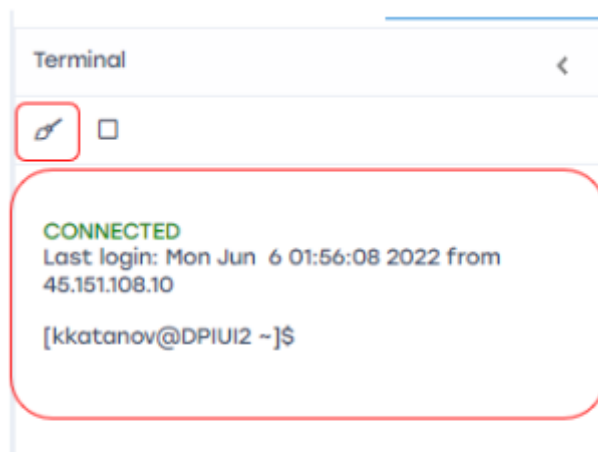 Terminal
CONNECTED
Last login: Mon Jun  6 01:56:08 2022 from
45.151.108.10
[kkatanov@DPIUI2 ~]$